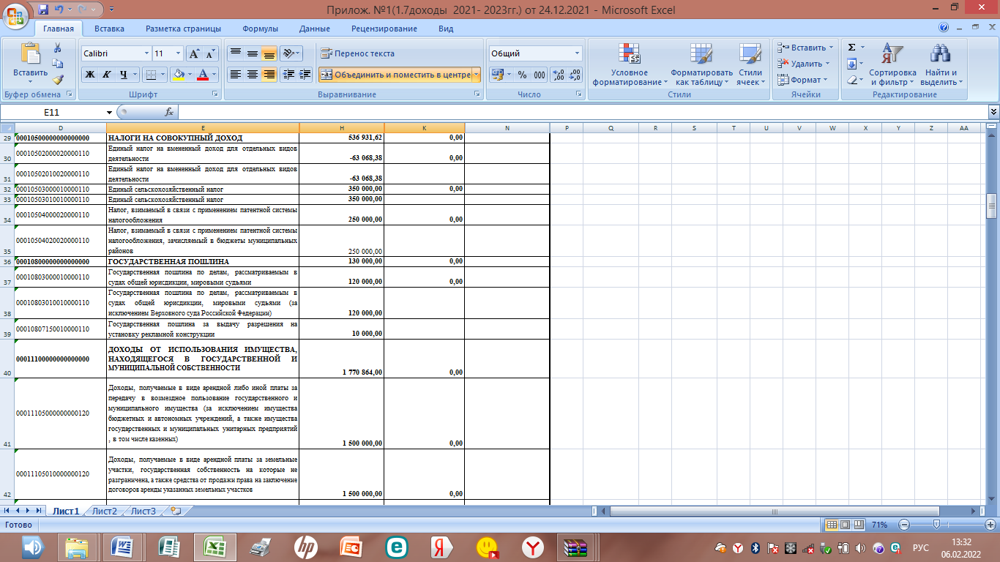 Прилож. №1(1.7доходы 2021- 2023гг.) от 24.12.2021 - Microsoft Excel
Главная Вставка Разметка страницы Формулы Данные Рецензирование Вид
Calibri 11 Перенос текста Общий Вставить Σ
Вставить Ж К Ч Объединить и поместить в центре % 000 Условное форматирование Форматировать как таблицу Стили ячеек Удалить Формат Сортировка и фильтр Найти и выделить
Буфер обмена Шрифт Выравнивание Число Стили Ячейки Редактирование
E11 fx
D E H K N P Q R S T U V W X Y Z AA
29 00010500000000000000 НАЛОГИ НА СОВОКУПНЫЙ ДОХОД 536 931,62 0,00
Единый налог на вмененный доход для отдельных видов
30 00010502000020000110 деятельности -63 068,38 0,00
Единый налог на вмененный доход для отдельных видов
31 00010502010020000110 деятельности -63 068,38
32 00010503000010000110 Единый сельскохозяйственный налог 350 000,00 0,00
33 00010503010010000110 Единый сельскохозяйственный налог 350 000,00
Налог, взимаемый в связи с применением патентной системы
34 00010504000020000110 налогообложения 250 000,00 0,00
Налог, взимаемый в связи с применением патентной системы
00010504020020000110 налогообложения, зачисляемый в бюджеты муниципальных
35 районов 250 000,00
36 00010800000000000000 ГОСУДАРСТВЕННАЯ ПОШЛИНА 130 000,00 0,00
Государственная пошлина по делам, рассматриваемым в
37 00010803000010000110 судах общей юрисдикции, мировыми судьями 120 000,00 0,00
Государственная пошлина по делам, рассматриваемым в
00010803010010000110 судах общей юрисдикции, мировыми судьями (за
38 исключением Верховного суда Российской Федерации) 120 000,00
Государственная пошлина за выдачу разрешения на
39 00010807150010000110 установку рекламной конструкции 10 000,00
ДОХОДЫ ОТ ИСПОЛЬЗОВАНИЯ ИМУЩЕСТВА,
00011100000000000000 НАХОДЯЩЕГОСЯ В ГОСУДАРСТВЕННОЙ И
МУНИЦИПАЛЬНОЙ СОБСТВЕННОСТИ
40 1 770 864,00 0,00
Доходы, получаемые в виде арендной либо иной платы за
передачу в возмездное пользование государственного и
муниципального имущества (за исключением имущества
00011105000000000120 бюджетных и автономных учреждений, а также имущества
государственных и муниципальных унитарных предприятий
, в том числе казенных)
41 1 500 000,00 0,00
Доходы, получаемые в виде арендной платы за земельные
участки, государственная собственность на которые не
00011105010000000120 разграничена, а также средства от продажи права на заключение
договоров аренды указанных земельных участков
42 1 500 000,00 0,00
Лист1 Лист2 Лист3
Готово 71%
РУС 13:32
06.02.2022